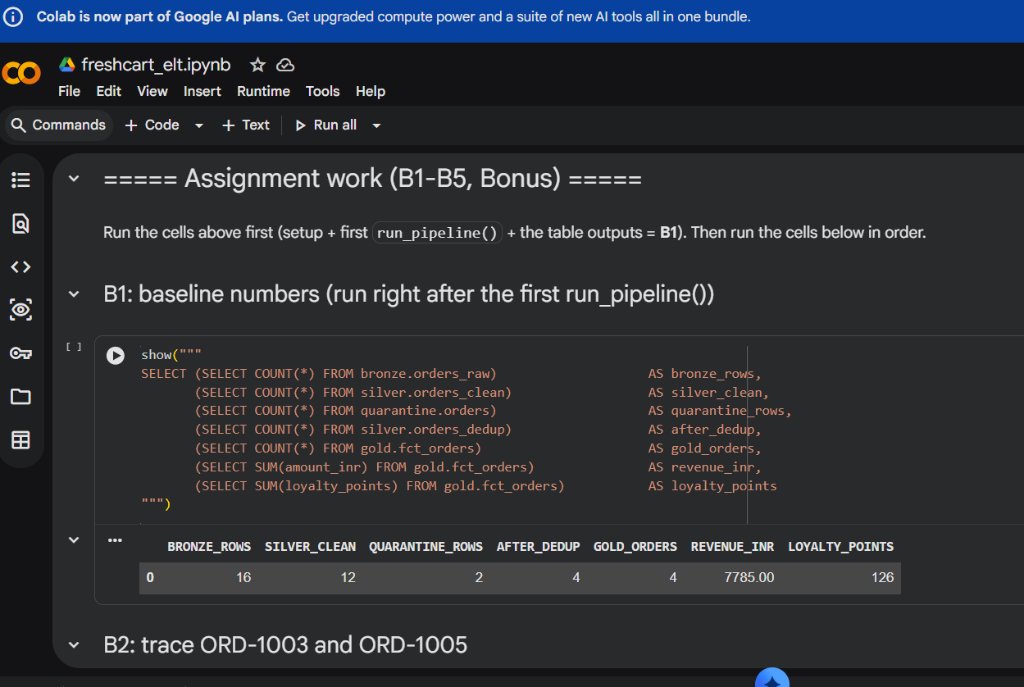 Colab is now part of Google AI plans. Get upgraded compute power and a suite of new AI tools all in one bundle.
freshcart_elt.ipynb
File Edit View Insert Runtime Tools Help
Commands + Code + Text Run all
===== Assignment work (B1-B5, Bonus) =====
Run the cells above first (setup + first run_pipeline() + the table outputs = B1). Then run the cells below in order.
B1: baseline numbers (run right after the first run_pipeline())
[ ]
show("""
SELECT (SELECT COUNT(*) FROM bronze.orders_raw) AS bronze_rows,
(SELECT COUNT(*) FROM silver.orders_clean) AS silver_clean,
(SELECT COUNT(*) FROM quarantine.orders) AS quarantine_rows,
(SELECT COUNT(*) FROM silver.orders_dedup) AS after_dedup,
(SELECT COUNT(*) FROM gold.fct_orders) AS gold_orders,
(SELECT SUM(amount_inr) FROM gold.fct_orders) AS revenue_inr,
(SELECT SUM(loyalty_points) FROM gold.fct_orders) AS loyalty_points
""")
BRONZE_ROWS SILVER_CLEAN QUARANTINE_ROWS AFTER_DEDUP GOLD_ORDERS REVENUE_INR LOYALTY_POINTS
0 16 12 2 4 4 7785.00 126
B2: trace ORD-1003 and ORD-1005